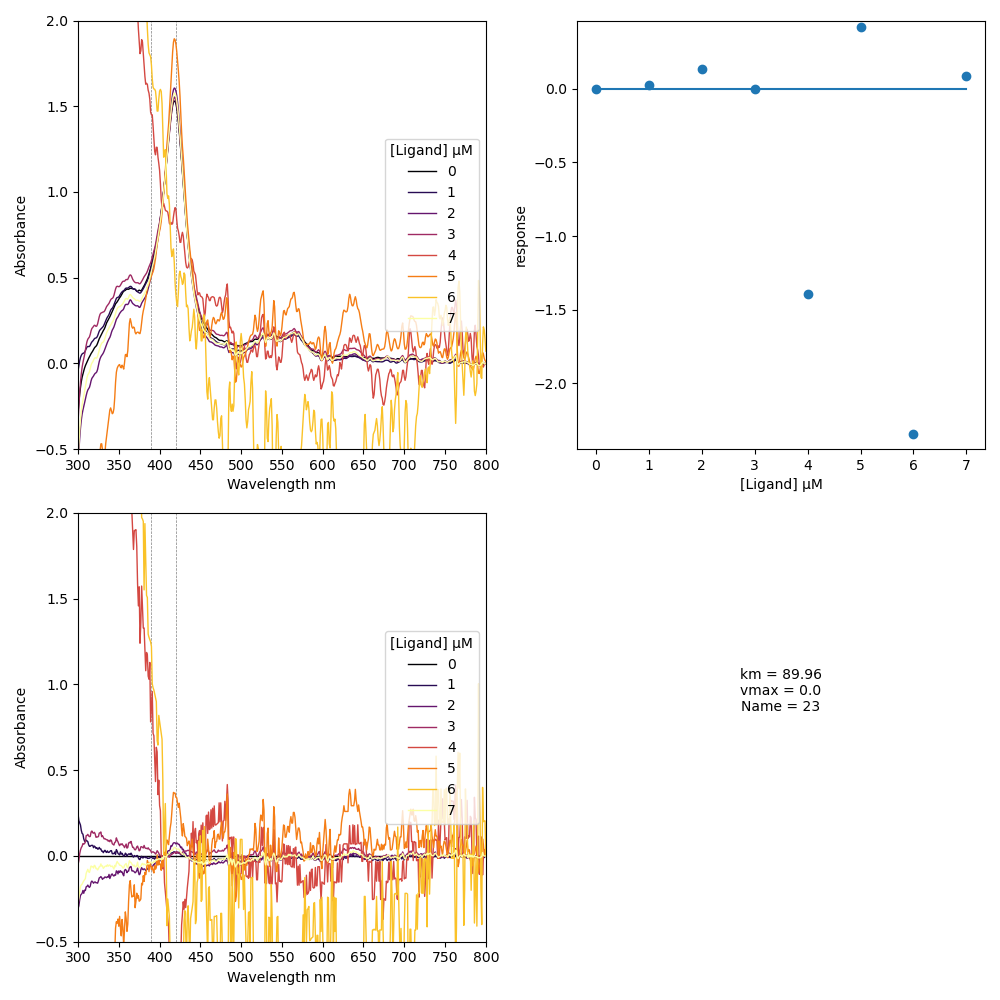 2.0
1.5
1.0
0.5
0.0
−0.5
Absorbance
300 350 400 450 500 550 600 650 700 750 800
Wavelength nm
[Ligand] μM
0
1
2
3
4
5
6
7
0.0
−0.5
−1.0
−1.5
−2.0
response
0 1 2 3 4 5 6 7
[Ligand] μM
2.0
1.5
1.0
0.5
0.0
−0.5
Absorbance
300 350 400 450 500 550 600 650 700 750 800
Wavelength nm
[Ligand] μM
0
1
2
3
4
5
6
7
km = 89.96
vmax = 0.0
Name = 23